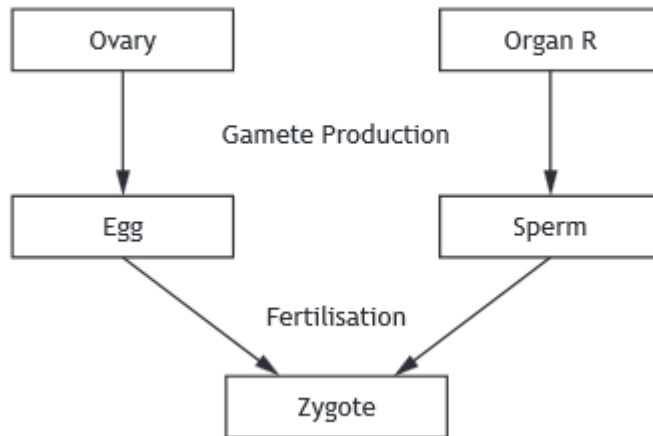 Ovary
Organ R
Gamete Production
Egg
Sperm
Fertilisation
Zygote